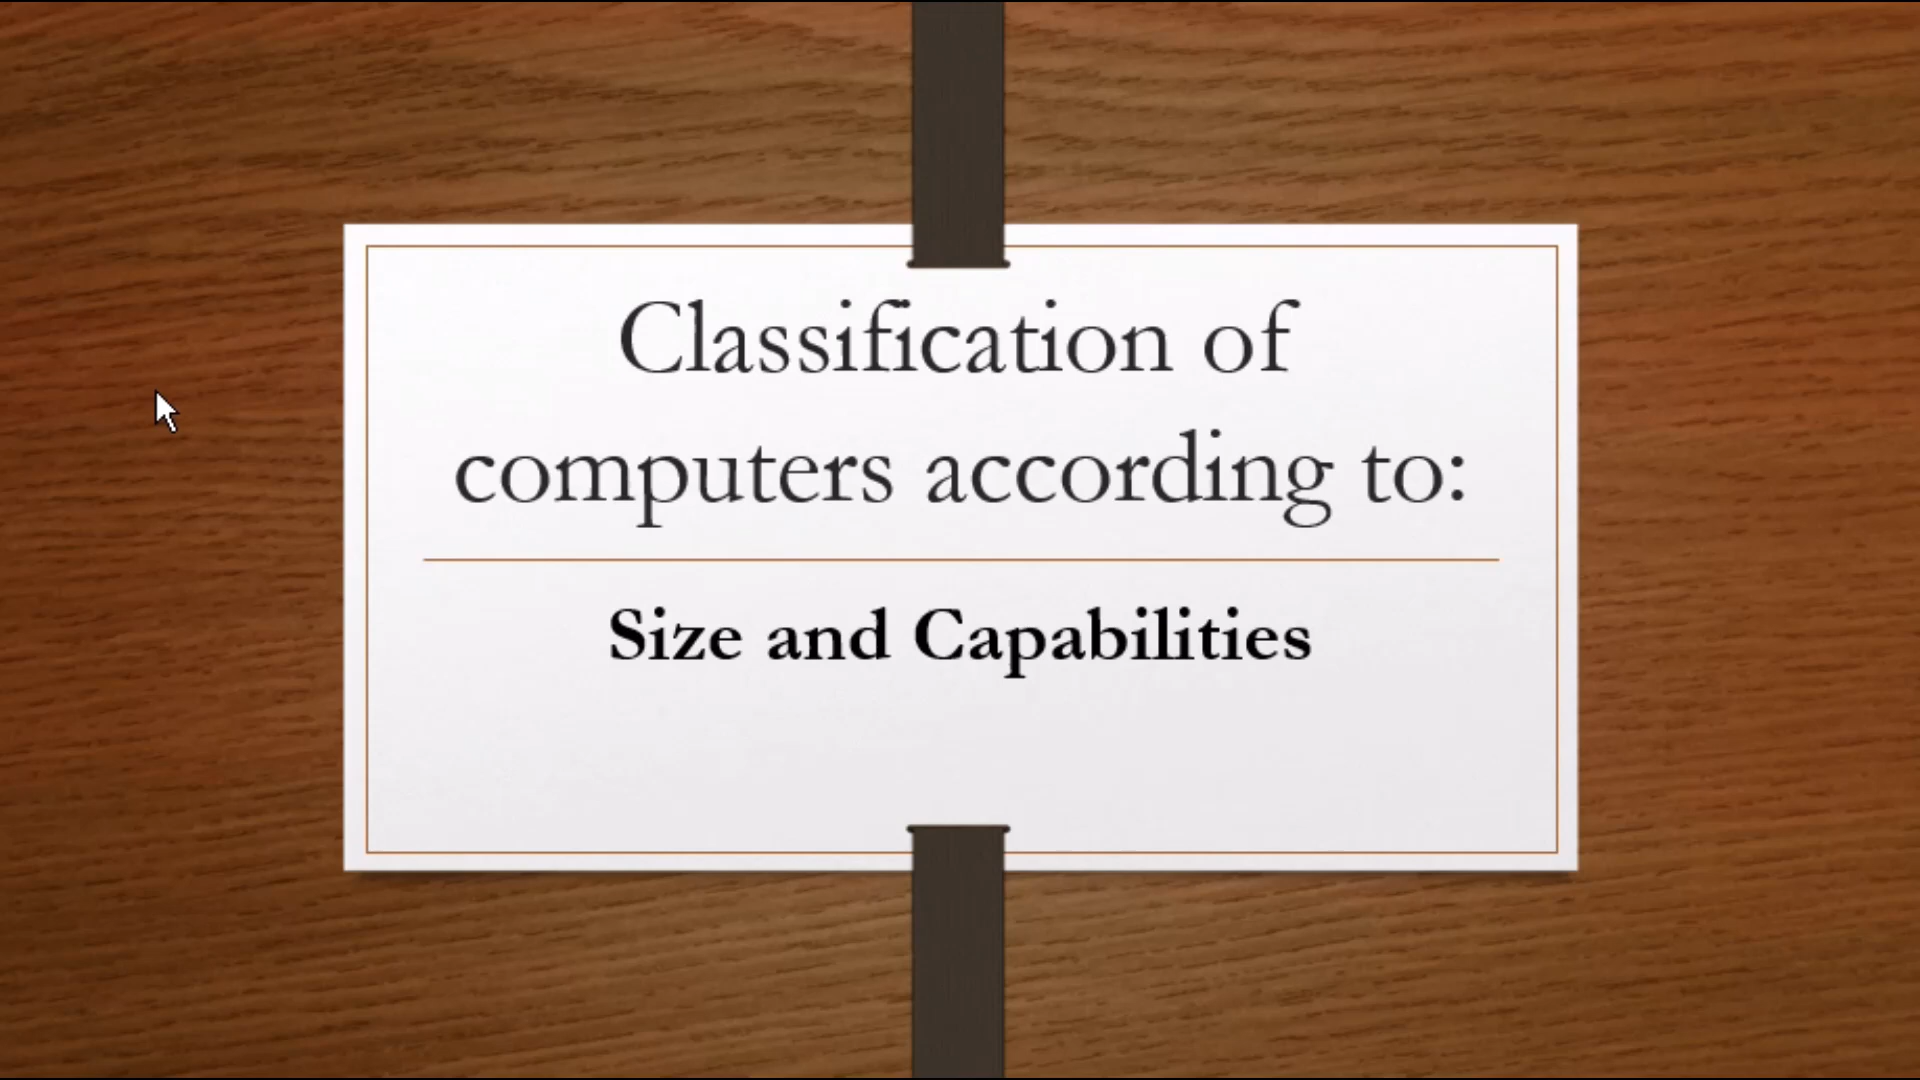 Classification of
computers according to:
Size and Capabilities